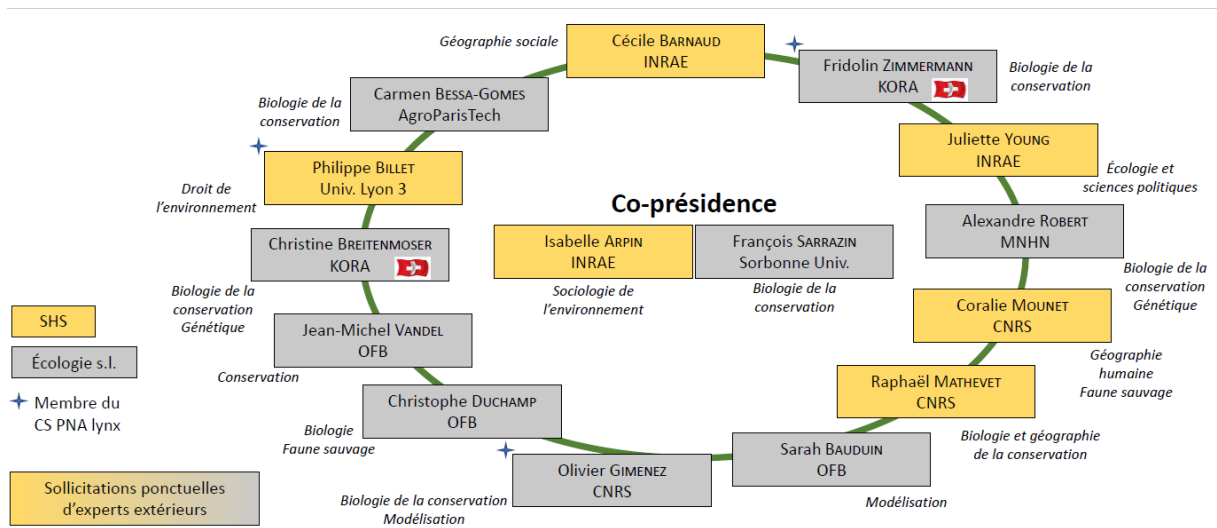 Géographie sociale
Cécile BARNAUD
INRAE
Fridolin ZIMMERMANN
KORA
Biologie de la
conservation
Carmen BESSA-GOMES
AgroParisTech
Biologie de la
conservation
Juliette YOUNG
INRAE
Écologie et
sciences politiques
Philippe BILLET
Univ. Lyon 3
Droit de
l’environnement
Co-présidence
Isabelle ARPIN
INRAE
Sociologie de
l’environnement
François SARRAZIN
Sorbonne Univ.
Biologie de la
conservation
Alexandre ROBERT
MNHN
Biologie de la
conservation
Génétique
Christine BREITENMOSER
KORA
Biologie de la
conservation
Génétique
Coralie MOUNET
CNRS
Géographie
humaine
Faune sauvage
Jean-Michel VANDEL
OFB
Conservation
Raphaël MATHEVET
CNRS
Biologie et géographie
de la conservation
Christophe DUCHAMP
OFB
Biologie
Faune sauvage
Sarah BAUDUIN
OFB
Modélisation
Olivier GIMENEZ
CNRS
Biologie de la conservation
Modélisation
SHS
Écologie s.l.
Membre du
CS PNA lynx
Sollicitations ponctuelles
d’experts extérieurs